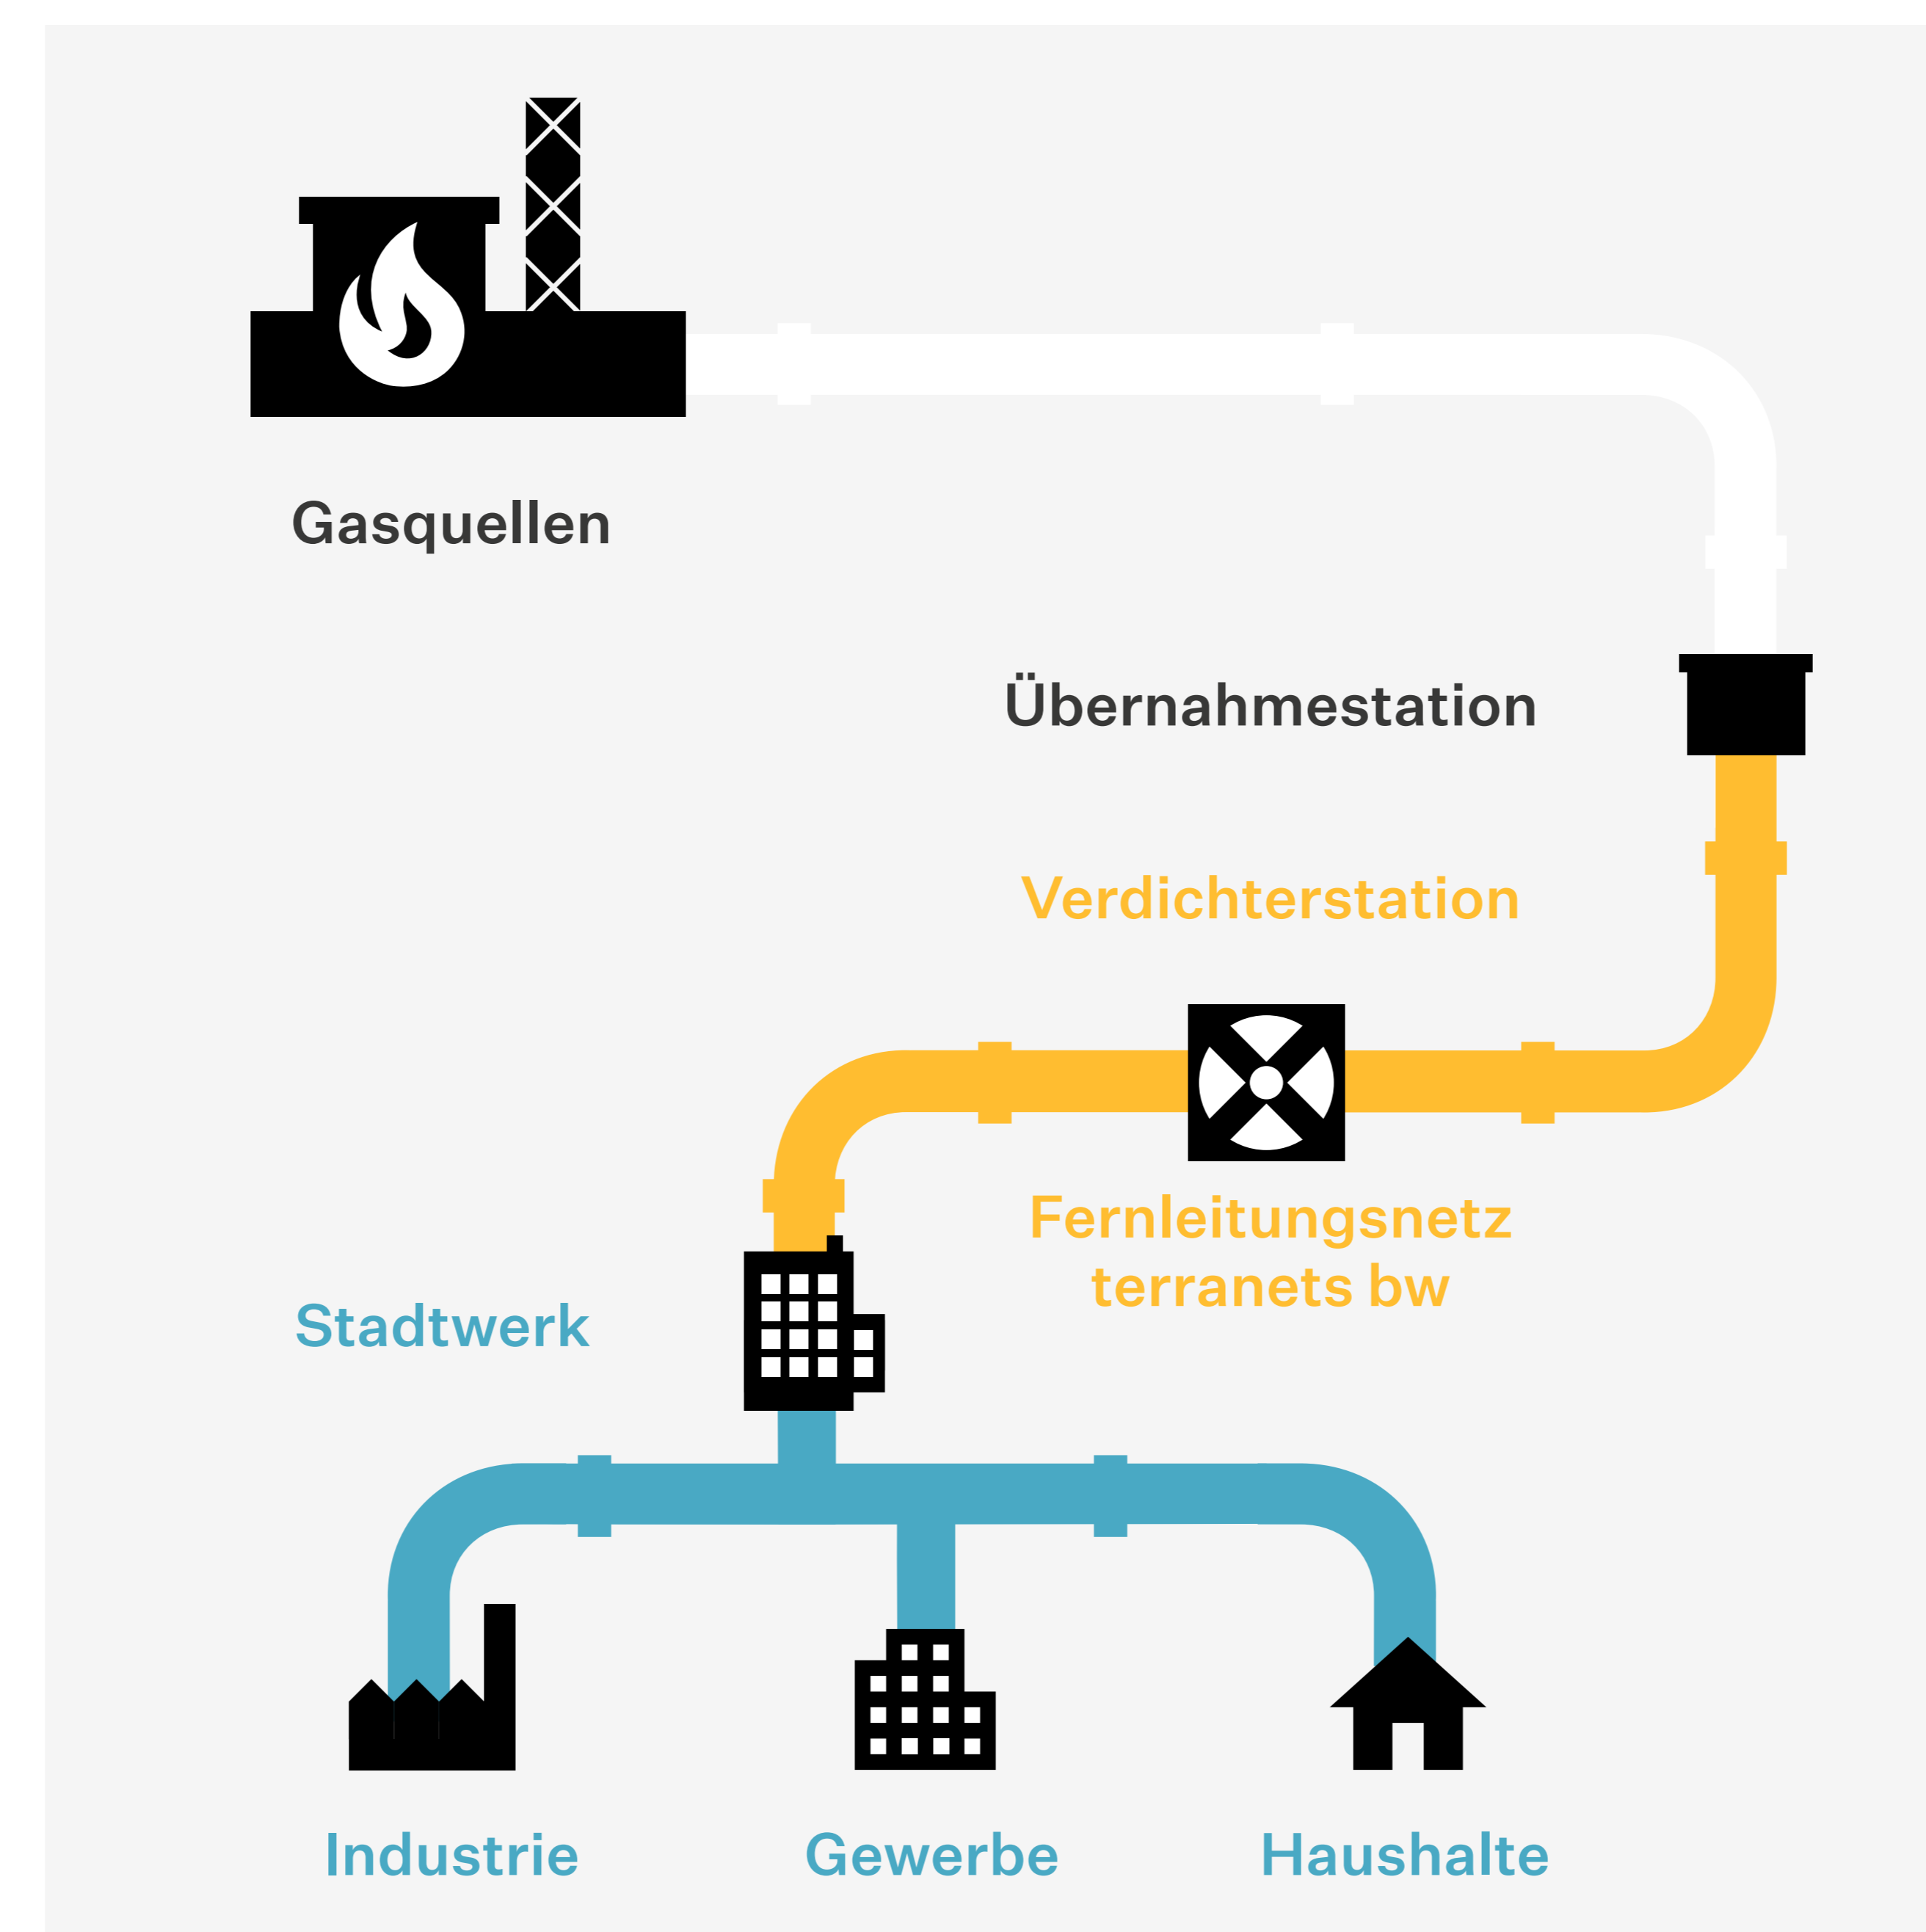 Gasquellen
Übernahmestation
Verdichterstation
Fernleitungsnetz
terranets bw
Stadtwerk
Industrie
Gewerbe
Haushalte